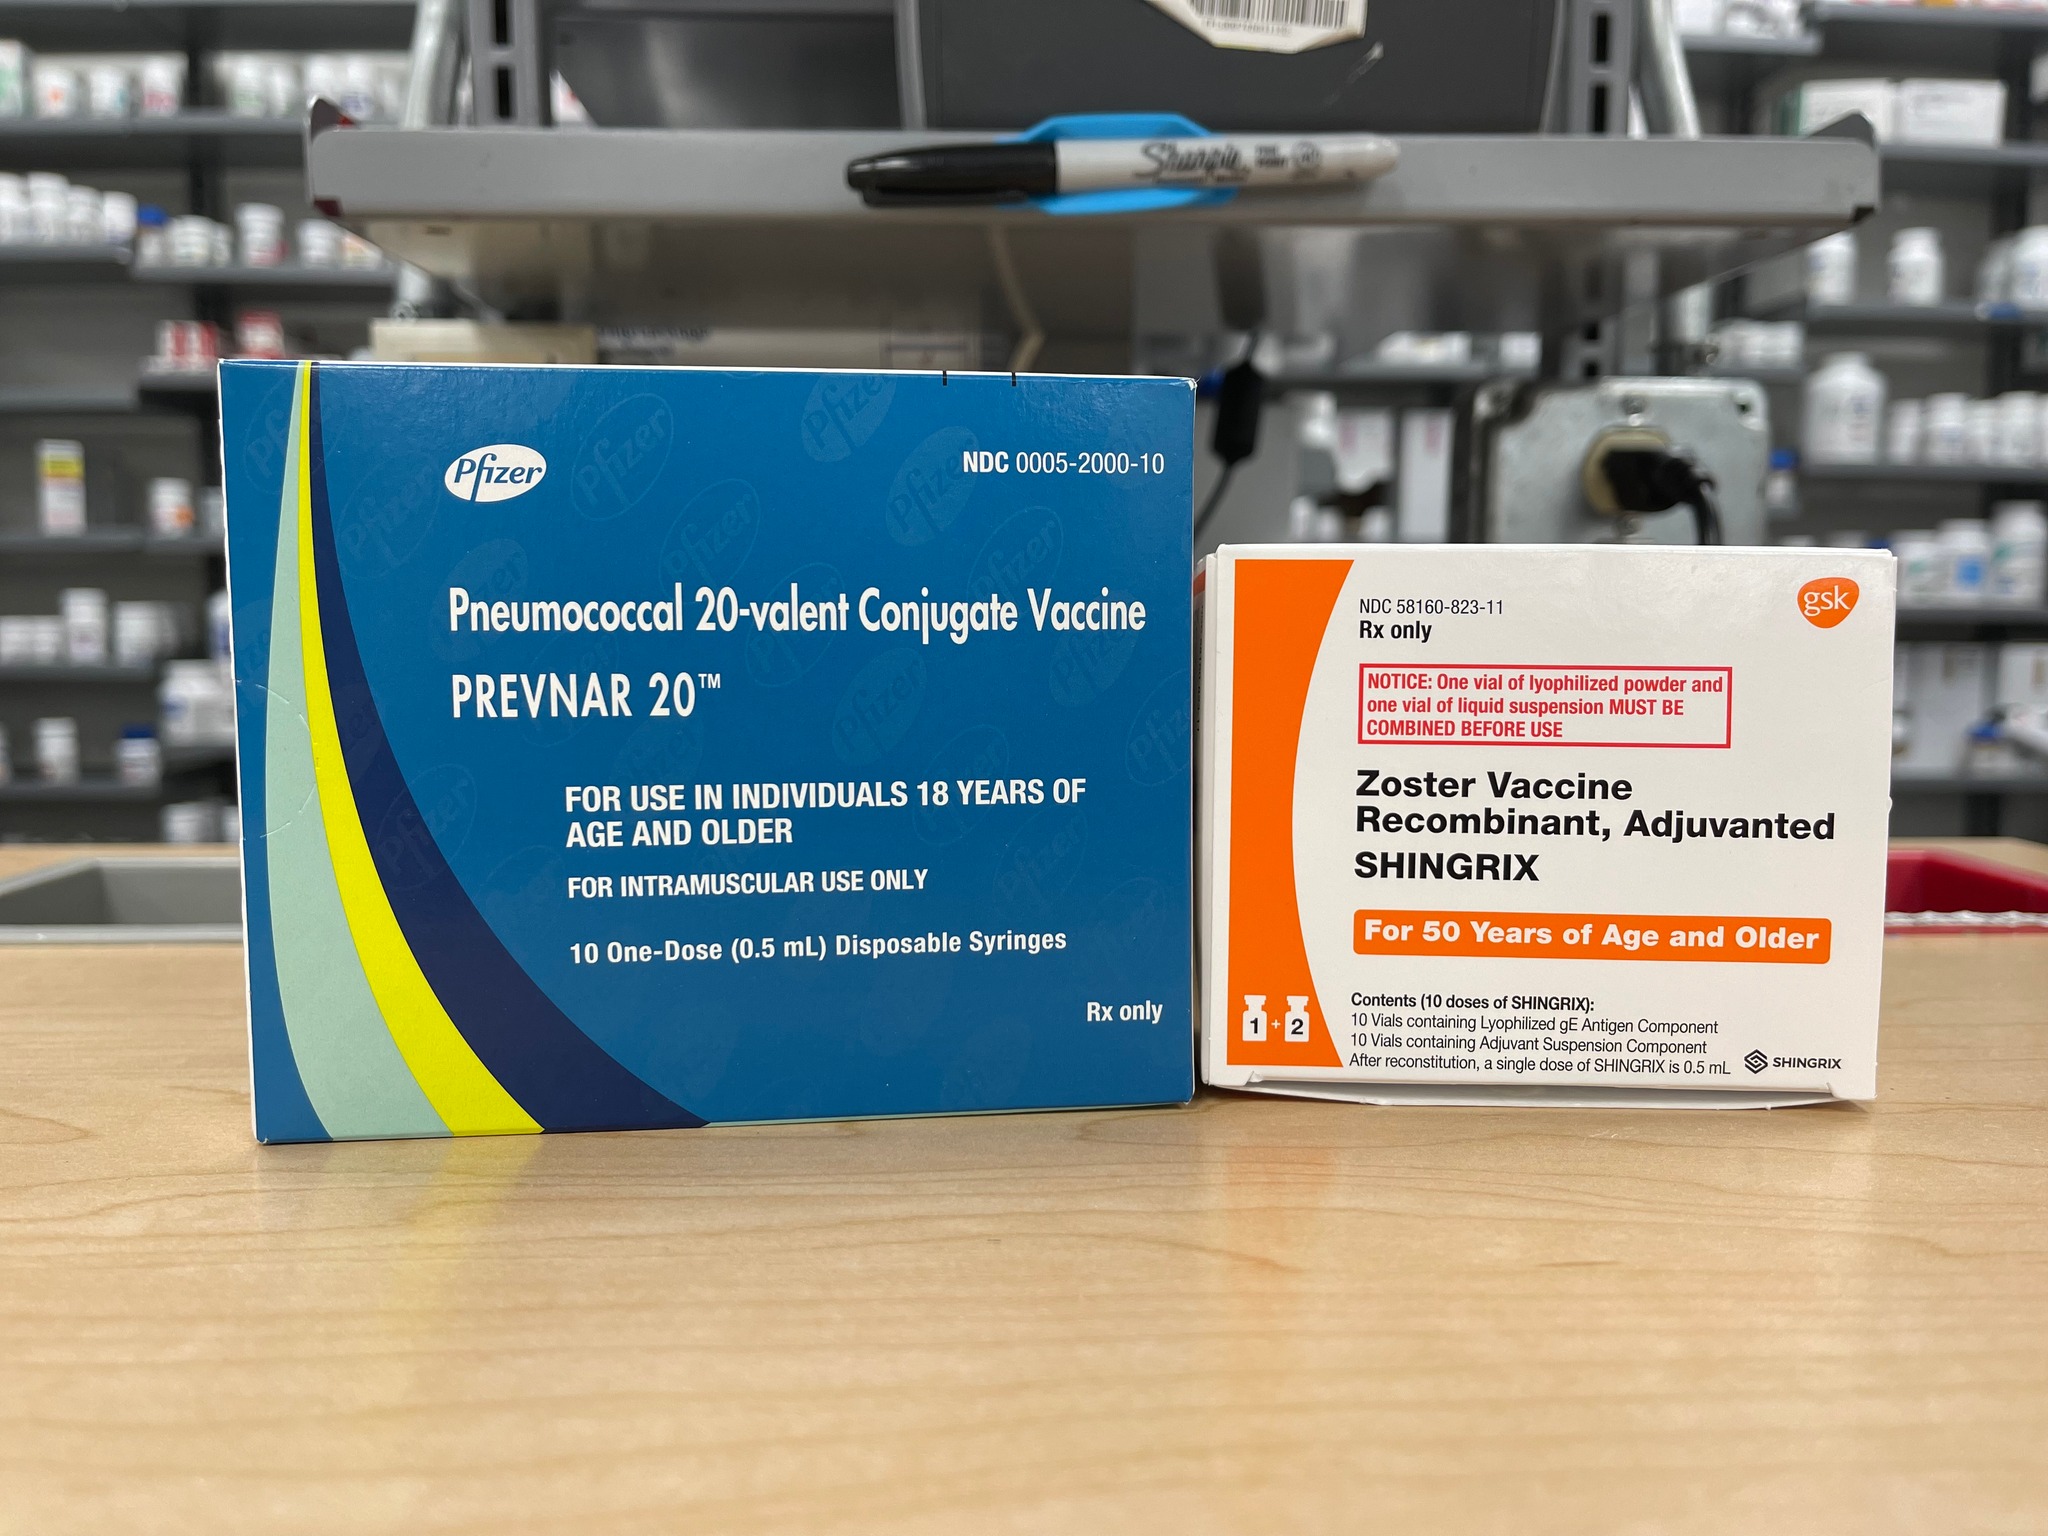 Sharpie
Pfizer
NDC 0005-2000-10
Pneumococcal 20-valent Conjugate Vaccine
PREVNAR 20™
FOR USE IN INDIVIDUALS 18 YEARS OF
AGE AND OLDER
FOR INTRAMUSCULAR USE ONLY
10 One-Dose (0.5 mL) Disposable Syringes
Rx only
gsk
NDC 58160-823-11
Rx only
NOTICE: One vial of lyophilized powder and
one vial of liquid suspension MUST BE
COMBINED BEFORE USE
Zoster Vaccine
Recombinant, Adjuvanted
SHINGRIX
For 50 Years of Age and Older
1 + 2
Contents (10 doses of SHINGRIX):
10 Vials containing Lyophilized gE Antigen Component
10 Vials containing Adjuvant Suspension Component
After reconstitution, a single dose of SHINGRIX is 0.5 mL
SHINGRIX